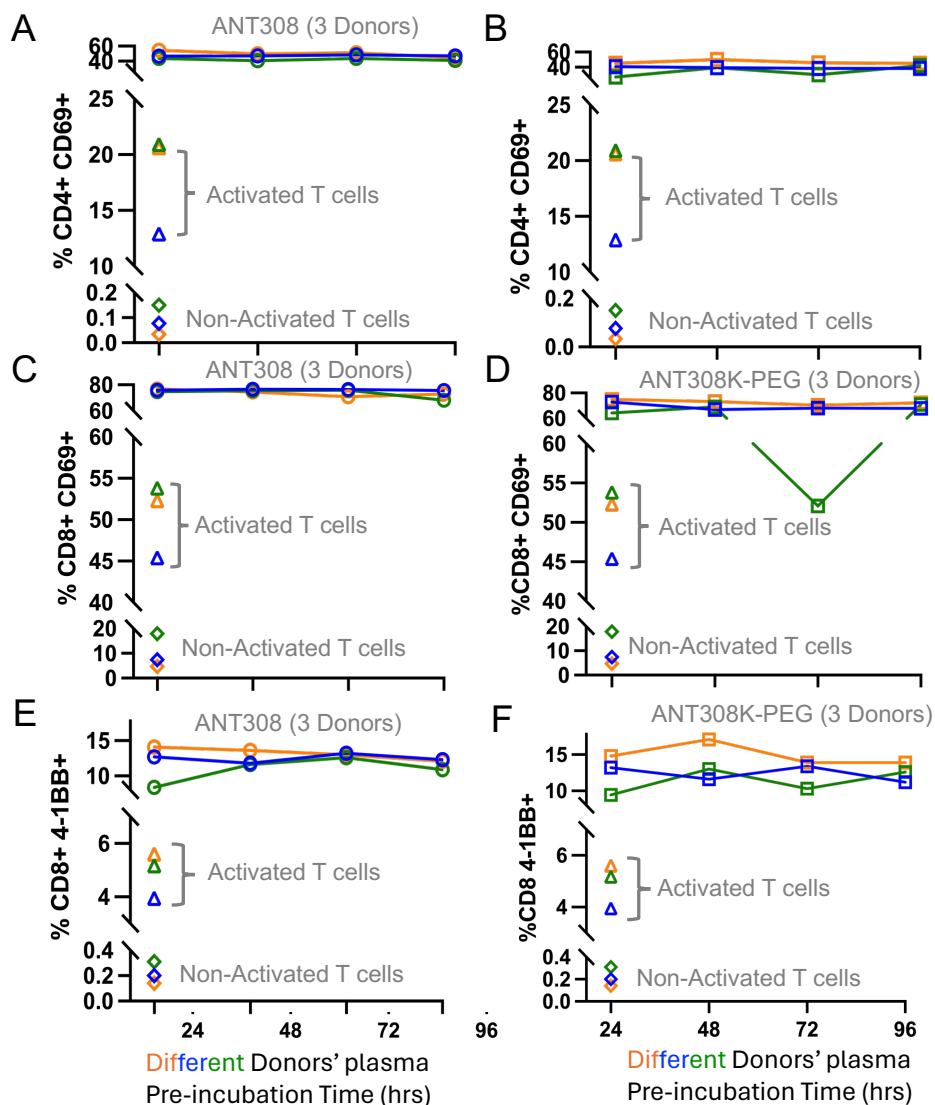 A
ANT308 (3 Donors)
60
40
% CD4+ CD69+
25
20
Activated T cells
15
10
0.2
0.1
Non-Activated T cells
0.0
B
60
40
% CD4+ CD69+
25
20
Activated T cells
15
10
0.2
0.1
Non-Activated T cells
0.0
C
ANT308 (3 Donors)
80
60
% CD8+ CD69+
60
55
50
Activated T cells
45
40
20
10
Non-Activated T cells
0
D
ANT308K-PEG (3 Donors)
80
60
%CD8+ CD69+
60
55
50
Activated T cells
45
40
20
10
Non-Activated T cells
0
E
ANT308 (3 Donors)
15
10
% CD8+ 4-1BB+
6
Activated T cells
4
0.4
0.2
Non-Activated T cells
0.0
24 48 72 96
Different Donors’ plasma
Pre-incubation Time (hrs)
F
ANT308K-PEG (3 Donors)
15
10
%CD8 4-1BB+
6
Activated T cells
4
0.4
0.2
Non-Activated T cells
0.0
24 48 72 96
Different Donors’ plasma
Pre-incubation Time (hrs)